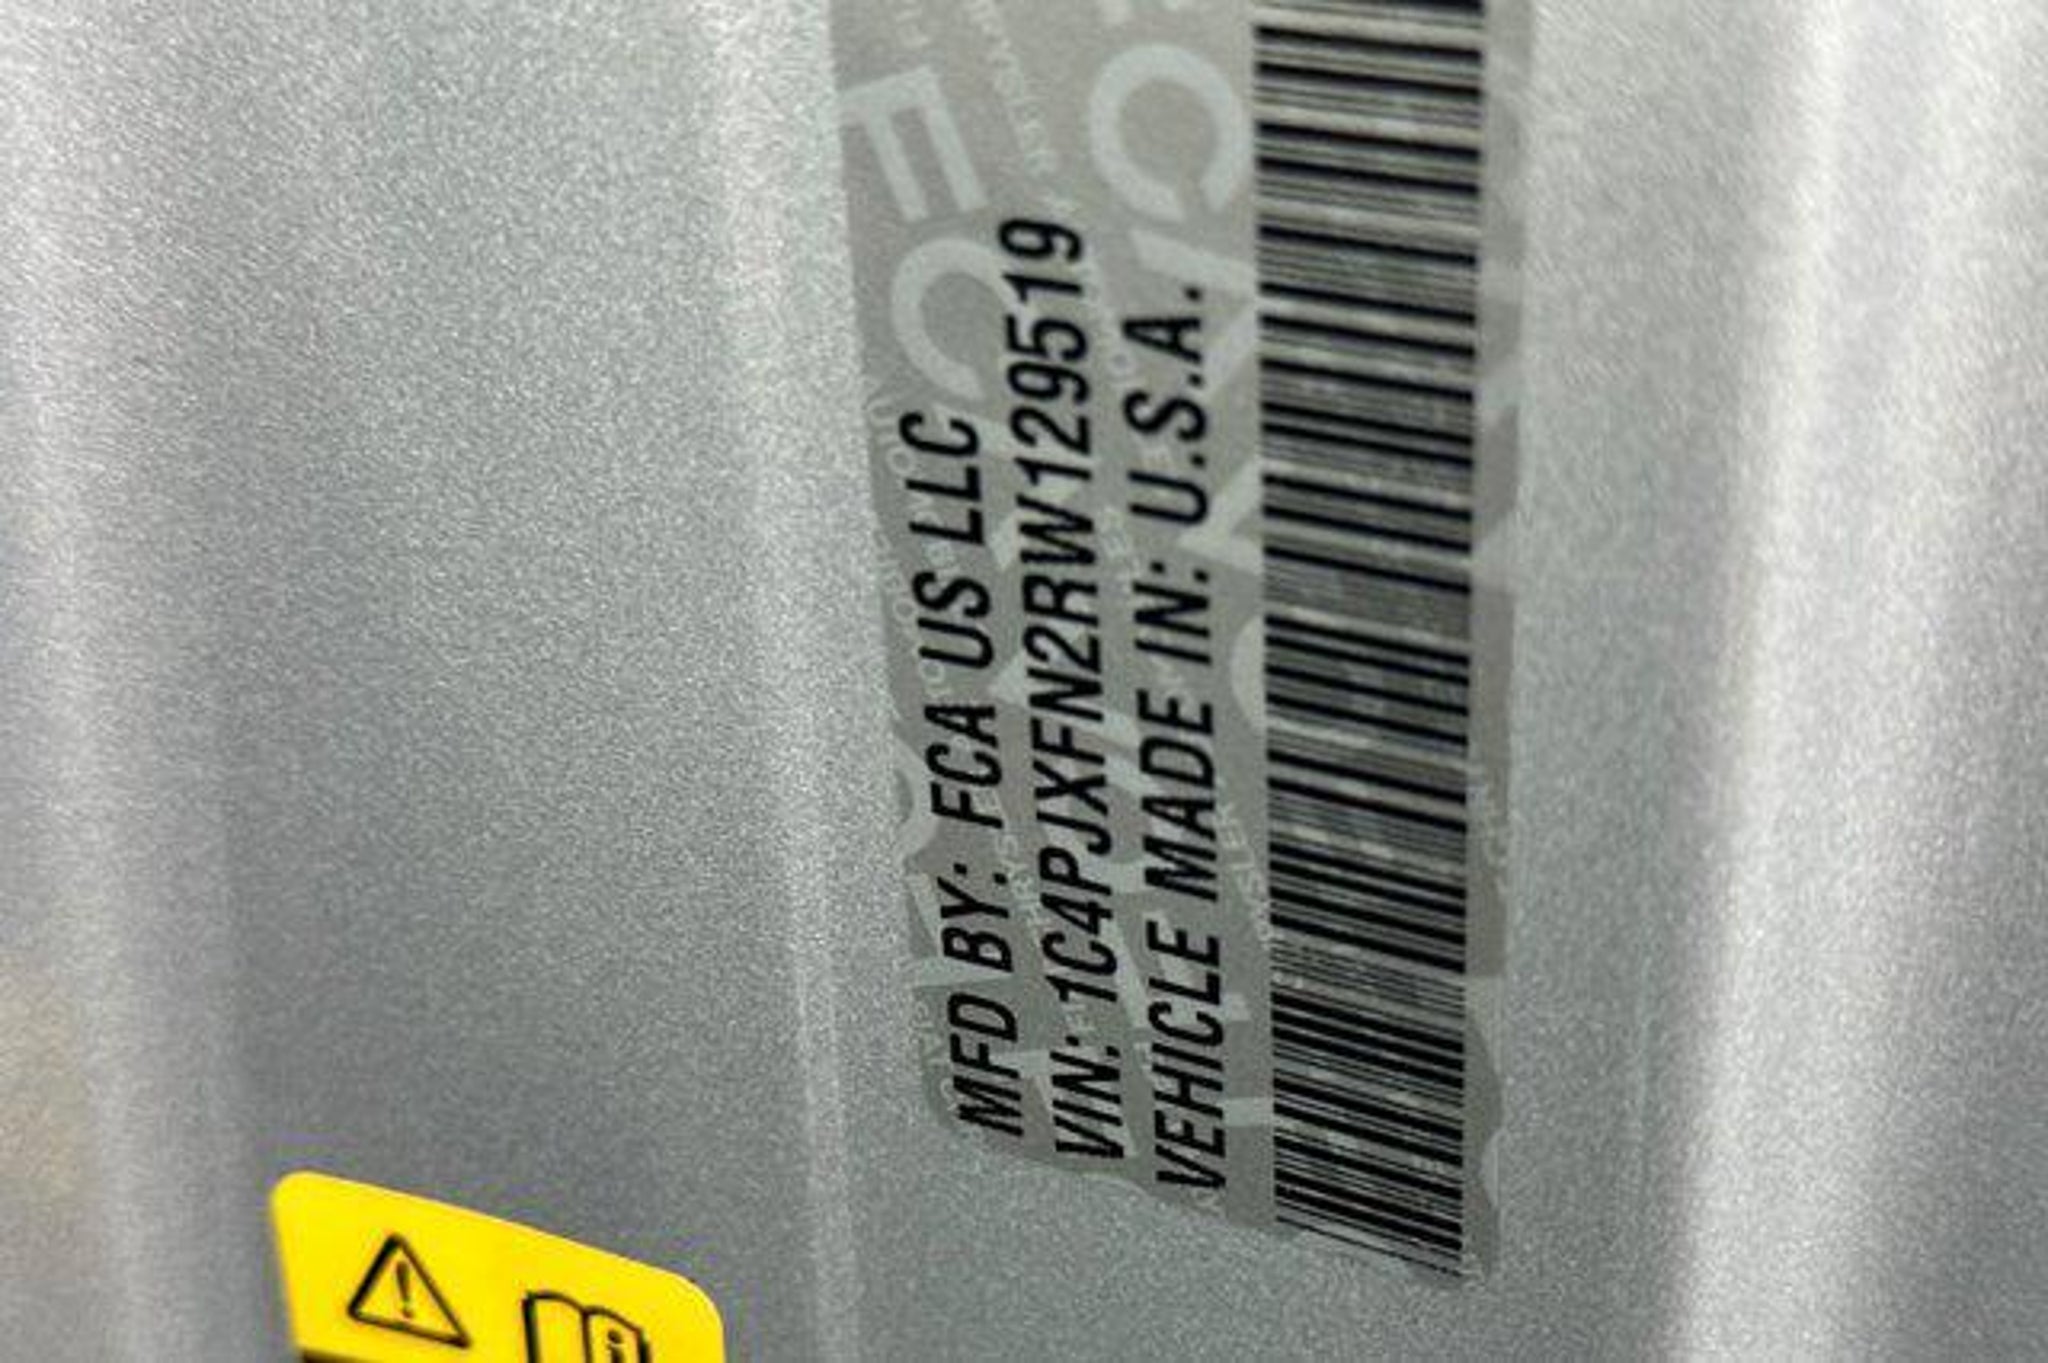 MFD BY: FCA US LLC
VIN: 1C4PJXFN2RW129519
VEHICLE MADE IN: U.S.A.